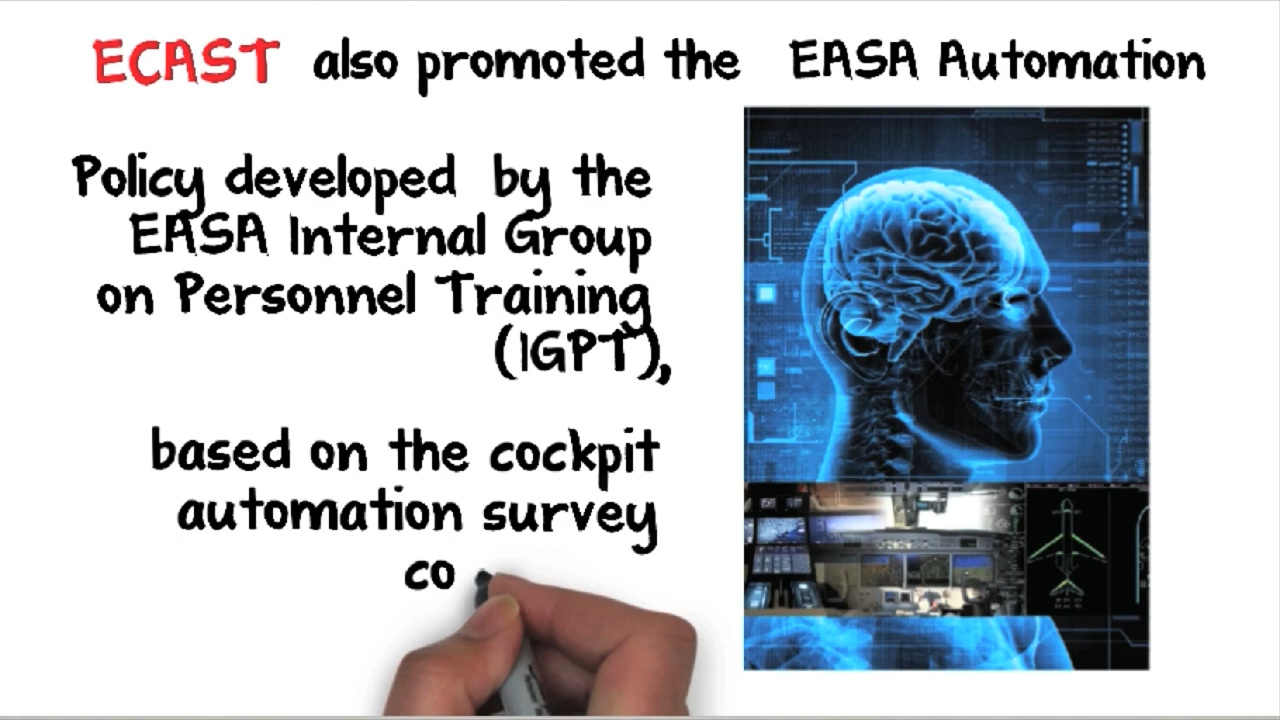 ECAST also promoted the EASA Automation
Policy developed by the
EASA Internal Group
on Personnel Training
(IGPT),
based on the cockpit
automation survey
co